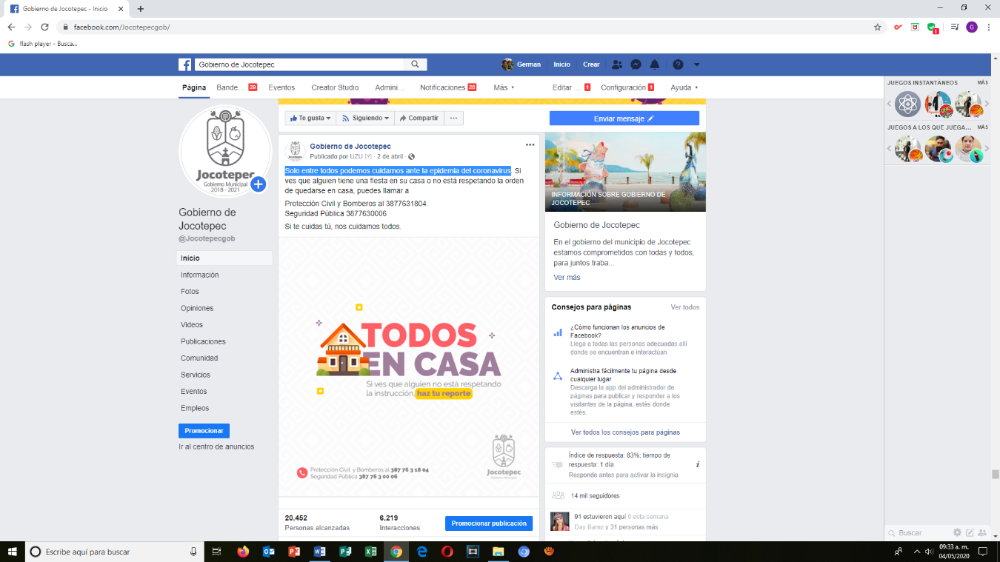 Gobierno de Jocotepec - Inicio
facebook.com/Jocotepecgob/
1
G
flash player - Busca...
Gobierno de Jocotepec
German
Inicio
Crear
Página
Bande... 29
Eventos
Creator Studio
Admini...
Notificaciones 26
Más
Editar ... 1
Configuración 1
Ayuda
JUEGOS INSTANTÁNEOS
MÁS
JUEGOS A LOS QUE JUEGA...
MÁS
Jocotepec
Gobierno Municipal
2018 - 2021
Gobierno de
Jocotepec
@Jocotepecgob
Inicio
Información
Fotos
Opiniones
Videos
Publicaciones
Comunidad
Servicios
Eventos
Empleos
Promocionar
Ir al centro de anuncios
Te gusta
Siguiendo
Compartir
Enviar mensaje
Gobierno de Jocotepec
Publicado por UZU [?] · 2 de abril ·
Solo entre todos podemos cuidarnos ante la epidemia del coronavirus. Si
ves que alguien tiene una fiesta en su casa o no está respetando la orden
de quedarse en casa, puedes llamar a
Protección Civil y Bomberos al 3877631804.
Seguridad Pública 3877630006
Si te cuidas tú, nos cuidamos todos.
TODOS
EN CASA
Si ves que alguien no está respetando
la instrucción, haz tu reporte
Protección Civil y Bomberos al 387 76 3 18 04
Seguridad Pública 387 76 3 00 06
Jocotepec
Gobierno Municipal
20,452
Personas alcanzadas
6,219
Interacciones
Promocionar publicación
INFORMACIÓN SOBRE GOBIERNO DE
JOCOTEPEC
Gobierno de Jocotepec
En el gobierno del municipio de Jocotepec
estamos comprometidos con todas y todos,
para juntos traba...
Ver más
Consejos para páginas
Ver todos
¿Cómo funcionan los anuncios de
Facebook?
Llega a todas las personas adecuadas allí
donde se encuentran e interactúan.
Administra fácilmente tu página desde
cualquier lugar
Descarga la app del administrador de
páginas para publicar y responder a los
visitantes de la página, estés donde
estés.
Ver todos los consejos para páginas
Índice de respuesta: 83%; tiempo de
respuesta: 1 día
Responde antes para activar la insignia
14 mil seguidores
91 estuvieron aquí 0 esta semana
Day Barez y 31 personas más
Buscar
Escribe aquí para buscar
09:33 a. m.
04/05/2020